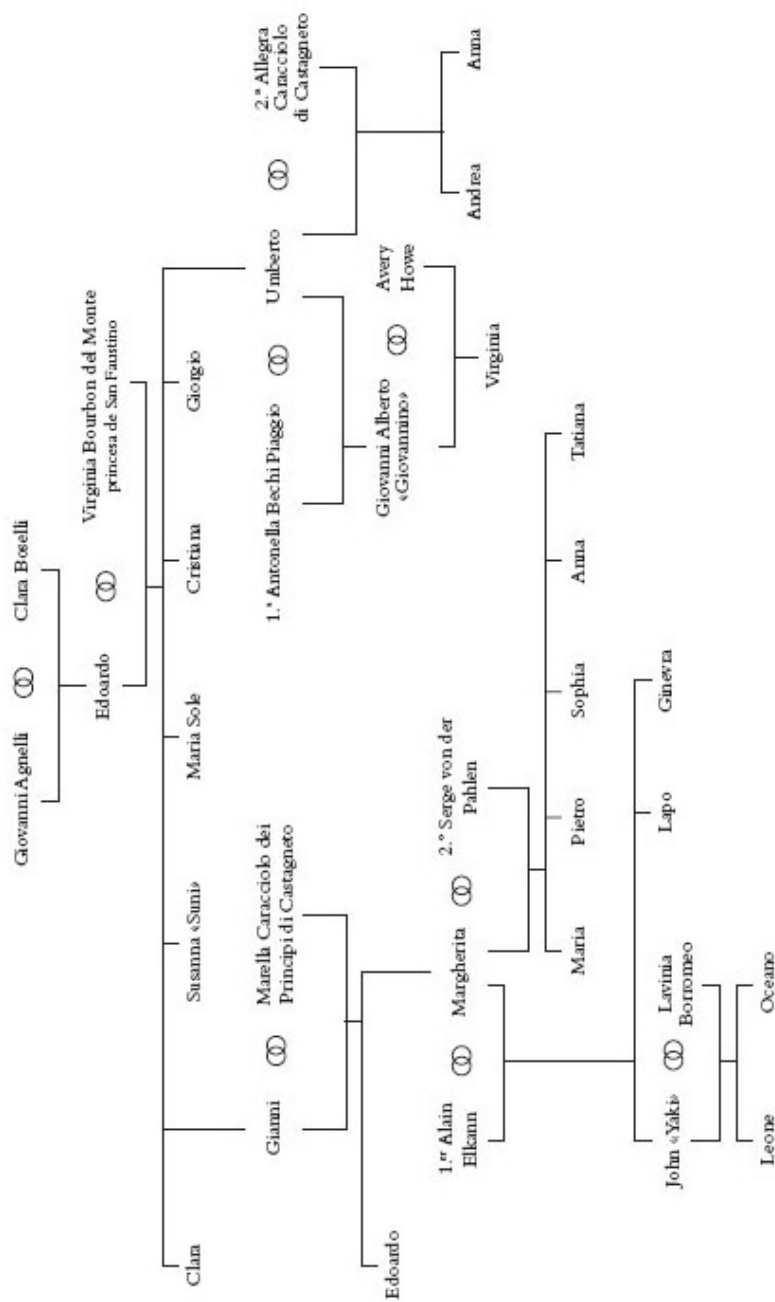 Giovanni Agnelli
Clara Boselli
Edoardo
Virginia Bourbon del Monte
princesa de San Faustino
Clara
Susanna «Suni»
Maria Sole
Cristiana
Giorgio
Gianni
Marella Caracciolo dei
Principi di Castagneto
1.ª Antonella Bechi Piaggio
Umberto
2.ª Allegra
Caracciolo
di Castagneto
Edoardo
1.er Alain
Elkann
Margherita
2.º Serge von der
Pahlen
Giovanni Alberto
«Giovannino»
Avery
Howe
Andrea
Anna
Maria
Pietro
Sophia
Anna
Tatiana
Virginia
John «Yaki»
Lavinia
Borromeo
Lapo
Ginevra
Leone
Oceano